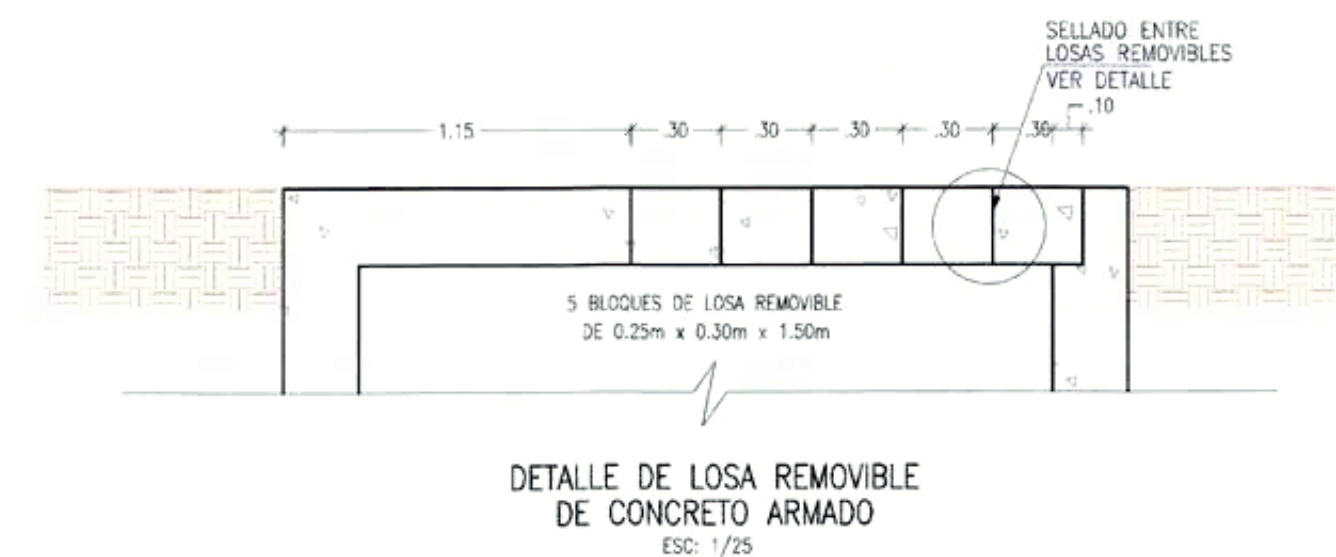 SELLADO ENTRE
LOSAS REMOVIBLES
VER DETALLE
.10
1.15 .30 .30 .30 .30 .30
5 BLOQUES DE LOSA REMOVIBLE
DE 0.25m x 0.30m x 1.50m
DETALLE DE LOSA REMOVIBLE
DE CONCRETO ARMADO
ESC: 1/25